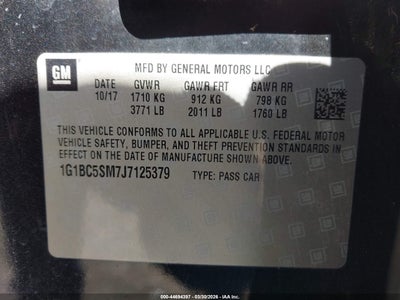 GM
MFD BY GENERAL MOTORS LLC
DATE GVWR GAWR FRT GAWR RR
10/17 1710 KG 912 KG 798 KG
3771 LB 2011 LB 1760 LB
THIS VEHICLE CONFORMS TO ALL APPLICABLE U.S. FEDERAL MOTOR
VEHICLE SAFETY, BUMPER, AND THEFT PREVENTION STANDARDS
IN EFFECT ON THE DATE OF MANUFACTURE SHOWN ABOVE.
1G1BC5SM7J7125379 TYPE: PASS CAR
© IAA - Stock No: 44694397 - 03/30/2026 - IAA Inc.